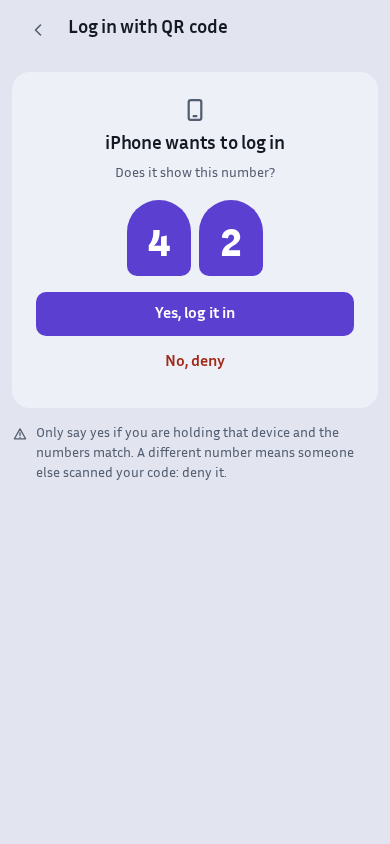 Log in with QR code
iPhone wants to log in
Does it show this number?
4 2
Yes, log it in
No, deny
Only say yes if you are holding that device and the
numbers match. A different number means someone
else scanned your code: deny it.